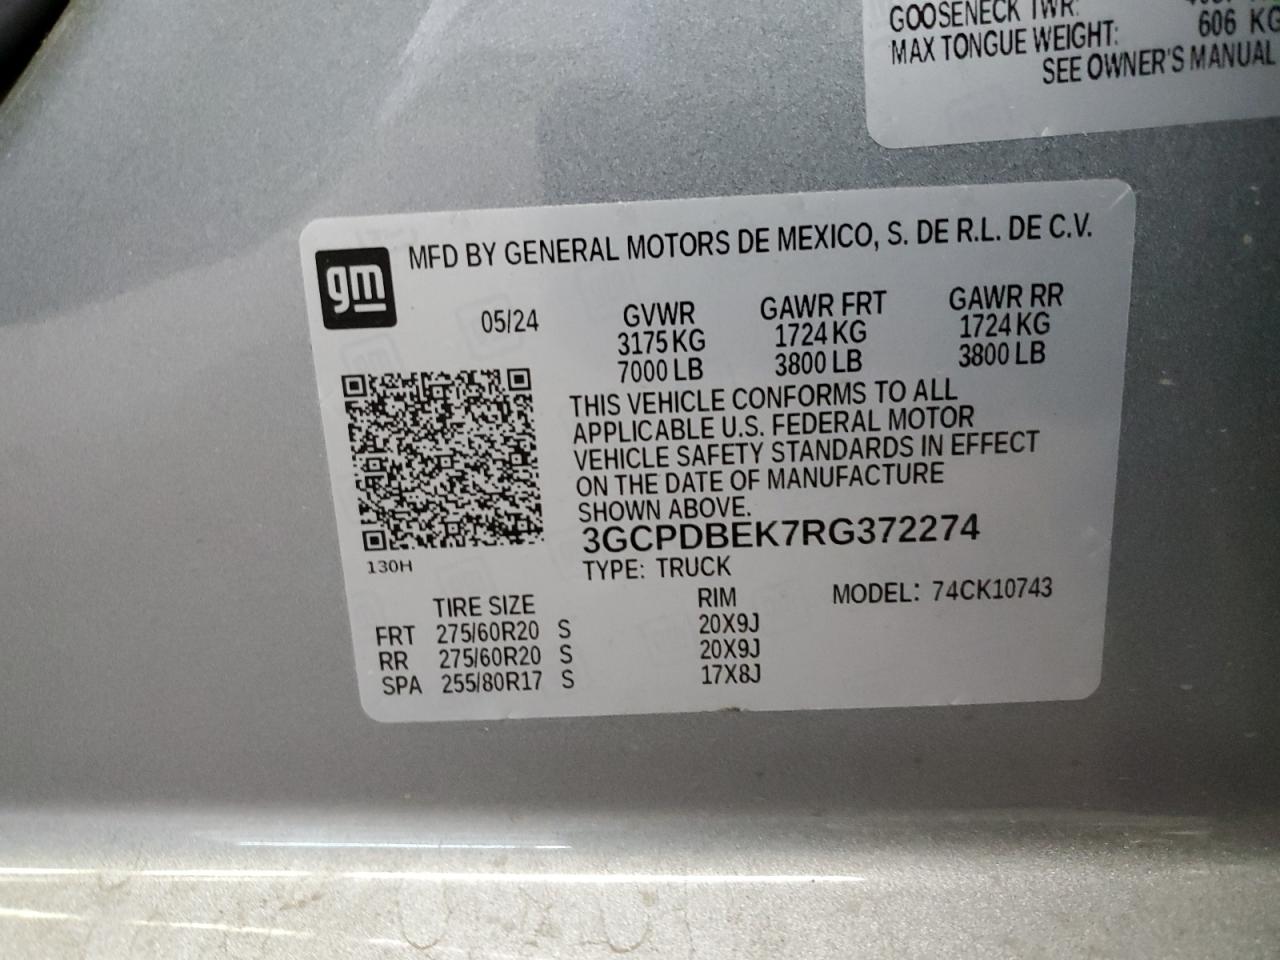 GOOSENECK TWR:
MAX TONGUE WEIGHT: 606 KG
SEE OWNER'S MANUAL
gm
MFD BY GENERAL MOTORS DE MEXICO, S. DE R.L. DE C.V.
05/24 GVWR GAWR FRT GAWR RR
3175 KG 1724 KG 1724 KG
7000 LB 3800 LB 3800 LB
THIS VEHICLE CONFORMS TO ALL
APPLICABLE U.S. FEDERAL MOTOR
VEHICLE SAFETY STANDARDS IN EFFECT
ON THE DATE OF MANUFACTURE
SHOWN ABOVE.
3GCPDBEK7RG372274
130H
TYPE: TRUCK
TIRE SIZE RIM MODEL: 74CK10743
FRT 275/60R20 S 20X9J
RR 275/60R20 S 20X9J
SPA 255/80R17 S 17X8J